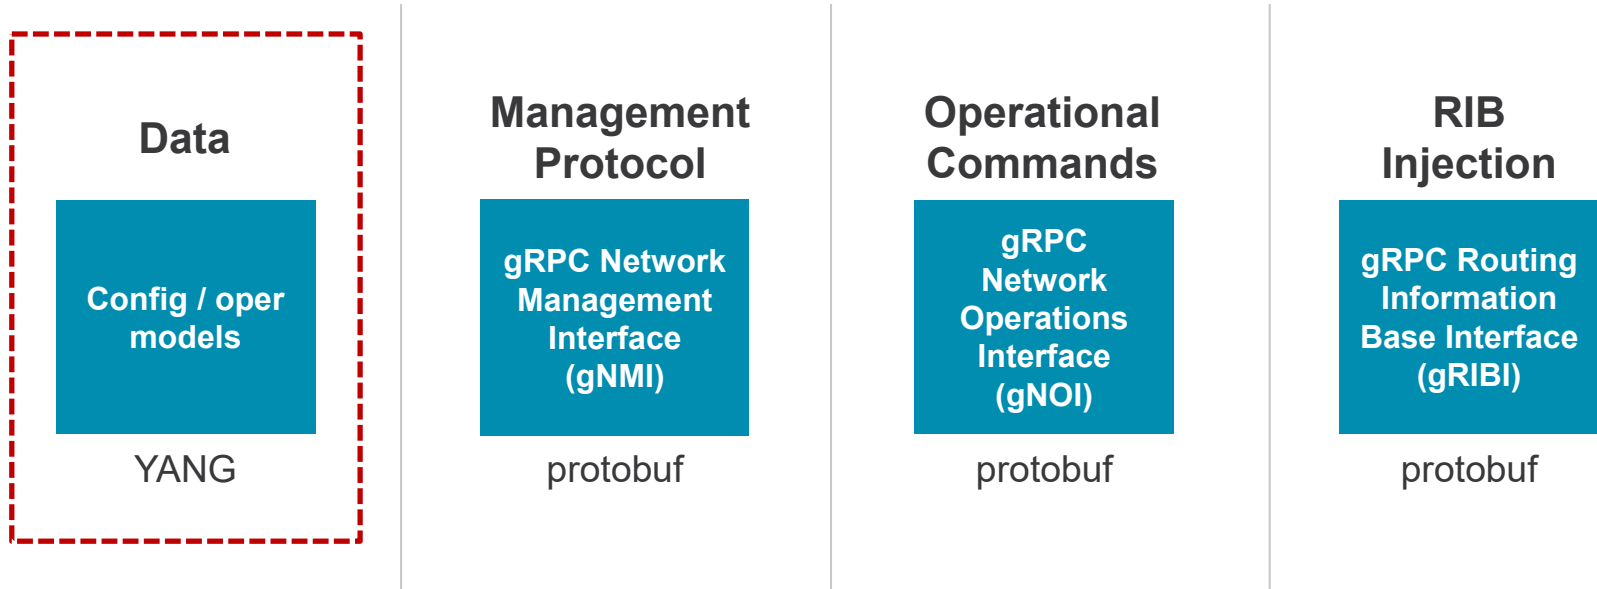 Data
Config / oper
models
YANG
Management
Protocol
gRPC Network
Management
Interface
(gNMI)
protobuf
Operational
Commands
gRPC
Network
Operations
Interface
(gNOI)
protobuf
RIB
Injection
gRPC Routing
Information
Base Interface
(gRIBI)
protobuf